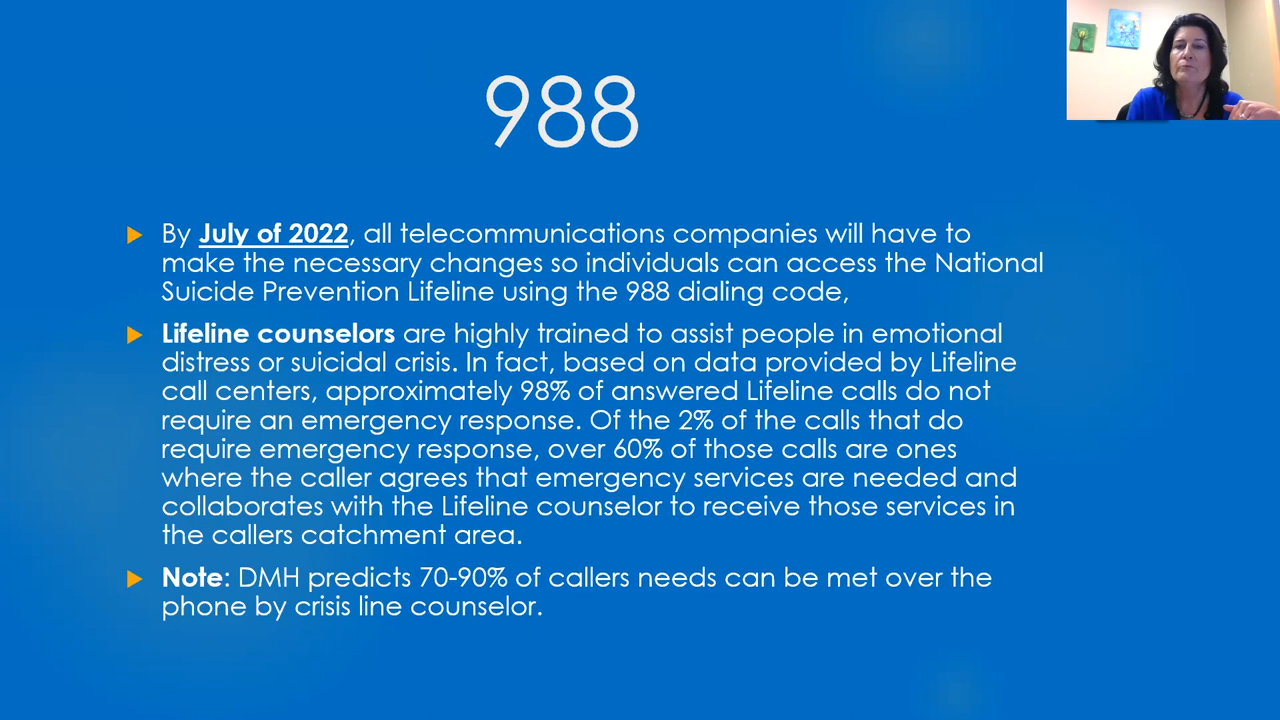 988
By July of 2022, all telecommunications companies will have to
make the necessary changes so individuals can access the National
Suicide Prevention Lifeline using the 988 dialing code,
Lifeline counselors are highly trained to assist people in emotional
distress or suicidal crisis. In fact, based on data provided by Lifeline
call centers, approximately 98% of answered Lifeline calls do not
require an emergency response. Of the 2% of the calls that do
require emergency response, over 60% of those calls are ones
where the caller agrees that emergency services are needed and
collaborates with the Lifeline counselor to receive those services in
the callers catchment area.
Note: DMH predicts 70-90% of callers needs can be met over the
phone by crisis line counselor.